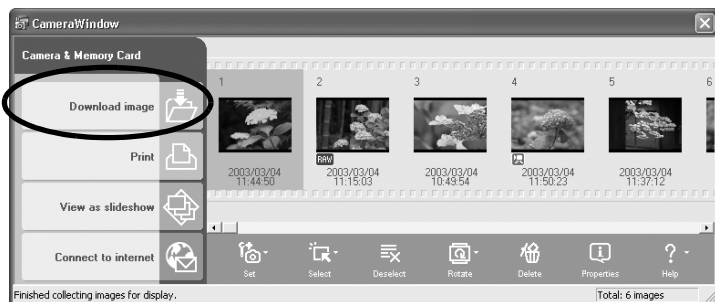 CameraWindow
Camera & Memory Card
Download image
Print
View as slideshow
Connect to internet
1 2 3 4 5 6
RAW
2003/03/04 2003/03/04 2003/03/04 2003/03/04 2003/03/04
11:44:50 11:15:03 10:49:54 11:50:23 11:37:12
Set Select Deselect Rotate Delete Properties Help
Finished collecting images for display. Total: 6 images